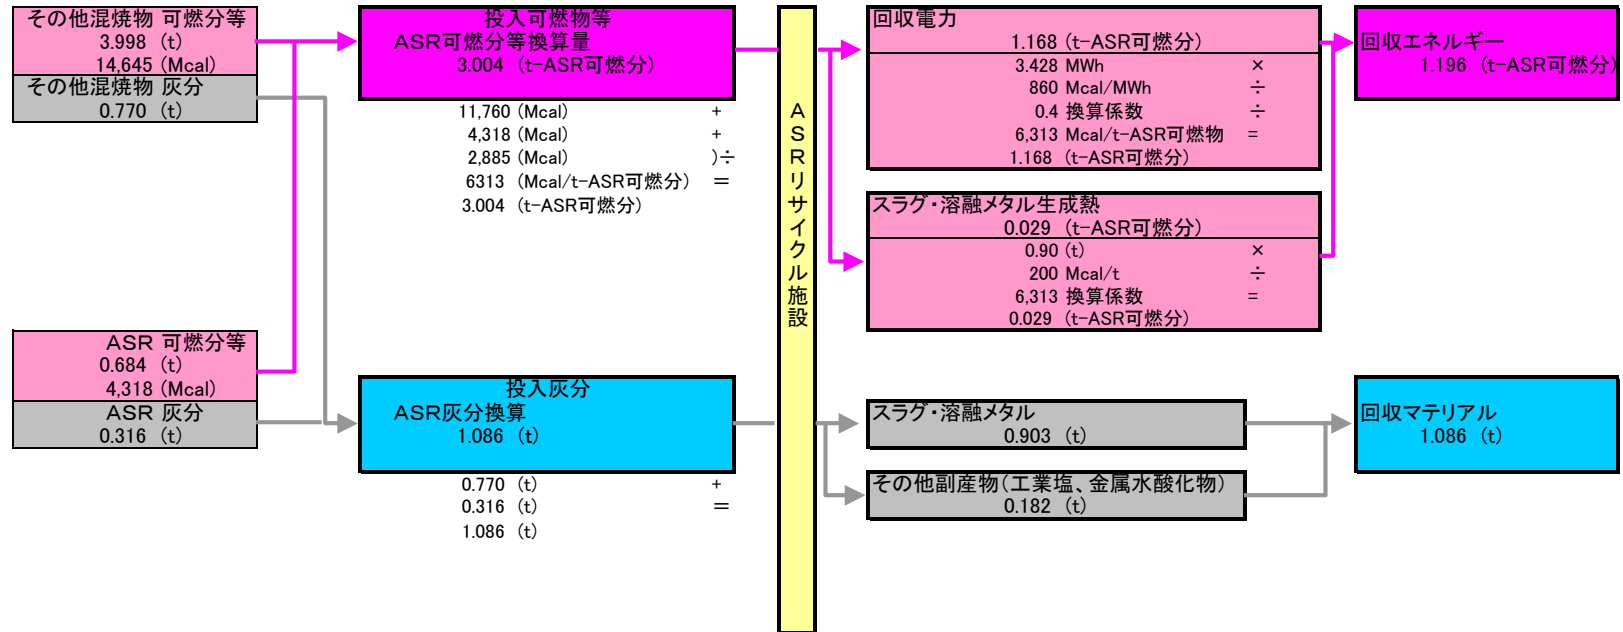 その他混焼物 可燃分等
3.998 (t)
14,645 (Mcal)
その他混焼物 灰分
0.770 (t)
ASR 可燃分等
0.684 (t)
4,318 (Mcal)
ASR 灰分
0.316 (t)
投入可燃物等
ASR可燃分等換算量
3.004 (t-ASR可燃分)
11,760 (Mcal) +
4,318 (Mcal) +
2,885 (Mcal) )÷
6313 (Mcal/t-ASR可燃分) =
3.004 (t-ASR可燃分)
投入灰分
ASR灰分換算
1.086 (t)
0.770 (t) +
0.316 (t) =
1.086 (t)
ASRリサイクル施設
回収電力
1.168 (t-ASR可燃分)
3.428 MWh ×
860 Mcal/MWh ÷
0.4 換算係数 ÷
6,313 Mcal/t-ASR可燃物 =
1.168 (t-ASR可燃分)
スラグ・溶融メタル生成熱
0.029 (t-ASR可燃分)
0.90 (t) ×
200 Mcal/t ÷
6,313 換算係数 =
0.029 (t-ASR可燃分)
スラグ・溶融メタル
0.903 (t)
その他副産物(工業塩、金属水酸化物)
0.182 (t)
回収エネルギー
1.196 (t-ASR可燃分)
回収マテリアル
1.086 (t)